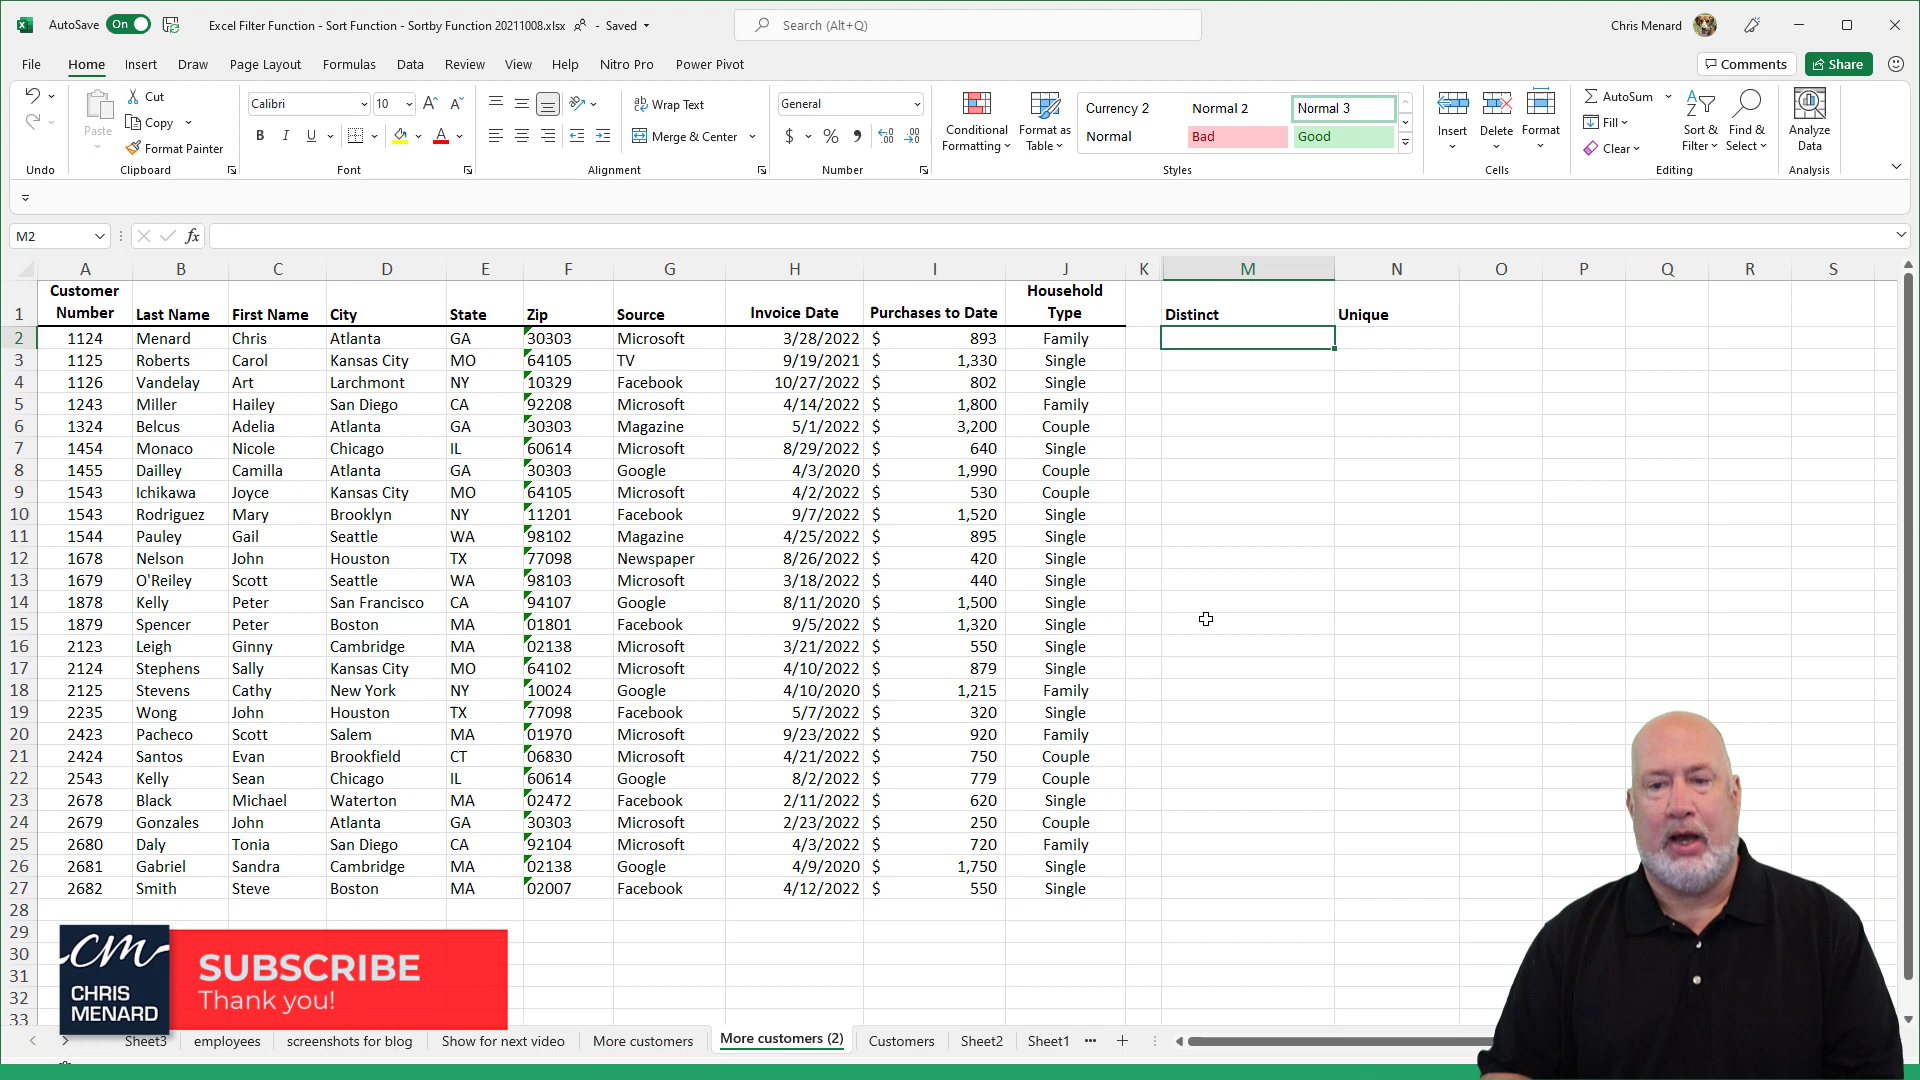 AutoSave On Excel Filter Function - Sort Function - Sortby Function 20211008.xlsx - Saved Search (Alt+Q) Chris Menard
File Home Insert Draw Page Layout Formulas Data Review View Help Nitro Pro Power Pivot Comments Share
Paste Cut Copy Format Painter
Calibri 10 B I U A
Wrap Text Merge & Center
General $ % ,
Conditional Formatting Format as Table
Currency 2 Normal 2 Normal 3
Normal Bad Good
Insert Delete Format
AutoSum Fill Clear
Sort & Filter Find & Select Analyze Data
Undo Clipboard Font Alignment Number Styles Cells Editing Analysis
M2 fx
A B C D E F G H I J K M N O P Q R S
1 Customer Number Last Name First Name City State Zip Source Invoice Date Purchases to Date Household Type Distinct Unique
2 1124 Menard Chris Atlanta GA 30303 Microsoft 3/28/2022 $ 893 Family
3 1125 Roberts Carol Kansas City MO 64105 TV 9/19/2021 $ 1,330 Single
4 1126 Vandelay Art Larchmont NY 10329 Facebook 10/27/2022 $ 802 Single
5 1243 Miller Hailey San Diego CA 92208 Microsoft 4/14/2022 $ 1,800 Family
6 1324 Belcus Adelia Atlanta GA 30303 Magazine 5/1/2022 $ 3,200 Couple
7 1454 Monaco Nicole Chicago IL 60614 Microsoft 8/29/2022 $ 640 Single
8 1455 Dailley Camilla Atlanta GA 30303 Google 4/3/2020 $ 1,990 Couple
9 1543 Ichikawa Joyce Kansas City MO 64105 Microsoft 4/2/2022 $ 530 Couple
10 1543 Rodriguez Mary Brooklyn NY 11201 Facebook 9/7/2022 $ 1,520 Single
11 1544 Pauley Gail Seattle WA 98102 Magazine 4/25/2022 $ 895 Single
12 1678 Nelson John Houston TX 77098 Newspaper 8/26/2022 $ 420 Single
13 1679 O'Reiley Scott Seattle WA 98103 Microsoft 3/18/2022 $ 440 Single
14 1878 Kelly Peter San Francisco CA 94107 Google 8/11/2020 $ 1,500 Single
15 1879 Spencer Peter Boston MA 01801 Facebook 9/5/2022 $ 1,320 Single
16 2123 Leigh Ginny Cambridge MA 02138 Microsoft 3/21/2022 $ 550 Single
17 2124 Stephens Sally Kansas City MO 64102 Microsoft 4/10/2022 $ 879 Single
18 2125 Stevens Cathy New York NY 10024 Google 4/10/2020 $ 1,215 Family
19 2235 Wong John Houston TX 77098 Facebook 5/7/2022 $ 320 Single
20 2423 Pacheco Scott Salem MA 01970 Microsoft 9/23/2022 $ 920 Family
21 2424 Santos Evan Brookfield CT 06830 Microsoft 4/21/2022 $ 750 Couple
22 2543 Kelly Sean Chicago IL 60614 Google 8/2/2022 $ 779 Couple
23 2678 Black Michael Waterton MA 02472 Facebook 2/11/2022 $ 620 Single
24 2679 Gonzales John Atlanta GA 30303 Microsoft 2/23/2022 $ 250 Couple
25 2680 Daly Tonia San Diego CA 92104 Microsoft 4/3/2022 $ 720 Family
26 2681 Gabriel Sandra Cambridge MA 02138 Google 4/9/2020 $ 1,750 Single
27 2682 Smith Steve Boston MA 02007 Facebook 4/12/2022 $ 550 Single
28
29
30
31
32
33
cm CHRIS MENARD
SUBSCRIBE
Thank you!
Sheet3 employees screenshots for blog Show for next video More customers More customers (2) Customers Sheet2 Sheet1